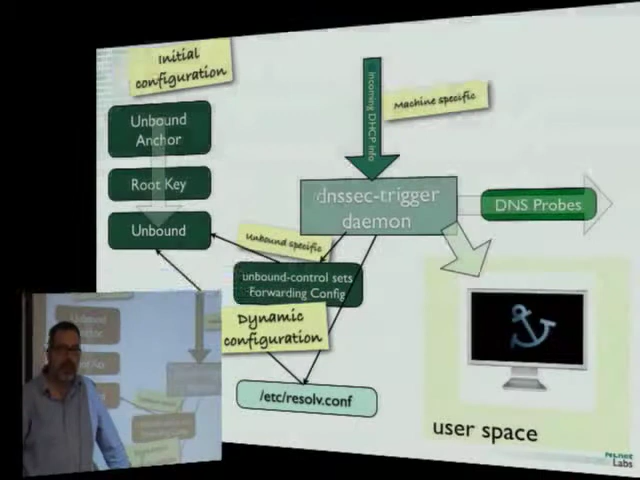 Initial
configuration
Unbound
Anchor
Root Key
Unbound
Incoming DHCP info
Machine specific
dnssec-trigger
daemon
DNS Probes
Unbound specific
unbound-control sets
Forwarding Config
Dynamic
configuration
/etc/resolv.conf
user space
NLnet
Labs